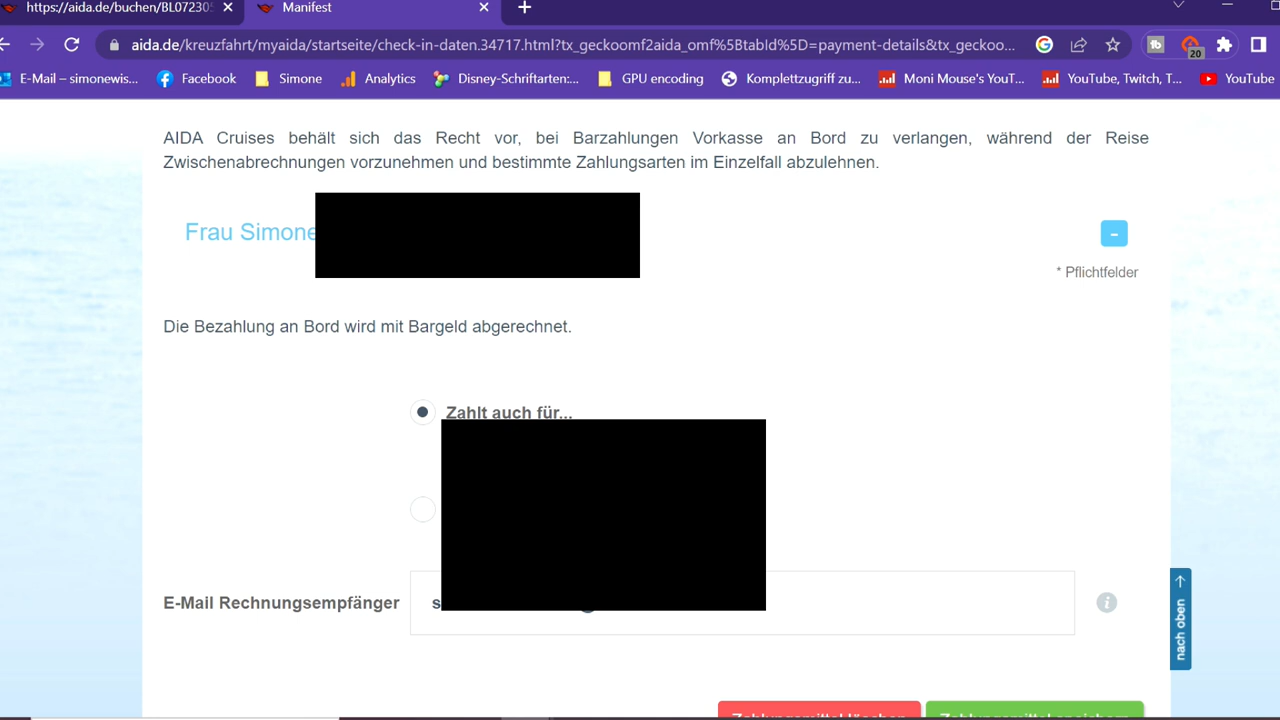 https://aida.de/buchen/BL07230
Manifest
aida.de/kreuzfahrt/myaida/startseite/check-in-daten.34717.html?tx_geckoomf2aida_omf%5BtabId%5D=payment-details&tx_geckoo...
20
E-Mail – simonewis... Facebook Simone Analytics Disney-Schriftarten:... GPU encoding Komplettzugriff zu... Moni Mouse's YouT... YouTube, Twitch, T... YouTube
AIDA Cruises behält sich das Recht vor, bei Barzahlungen Vorkasse an Bord zu verlangen, während der Reise
Zwischenabrechnungen vorzunehmen und bestimmte Zahlungsarten im Einzelfall abzulehnen.
Frau Simone
* Pflichtfelder
Die Bezahlung an Bord wird mit Bargeld abgerechnet.
Zahlt auch für...
E-Mail Rechnungsempfänger s
nach oben
Zahlungsmittel löschen Zahlungsmittel speichern